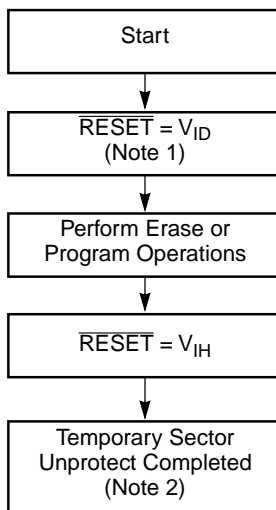 Start
RESET = VID
(Note 1)
Perform Erase or
Program Operations
RESET = VIH
Temporary Sector
Unprotect Completed
(Note 2)